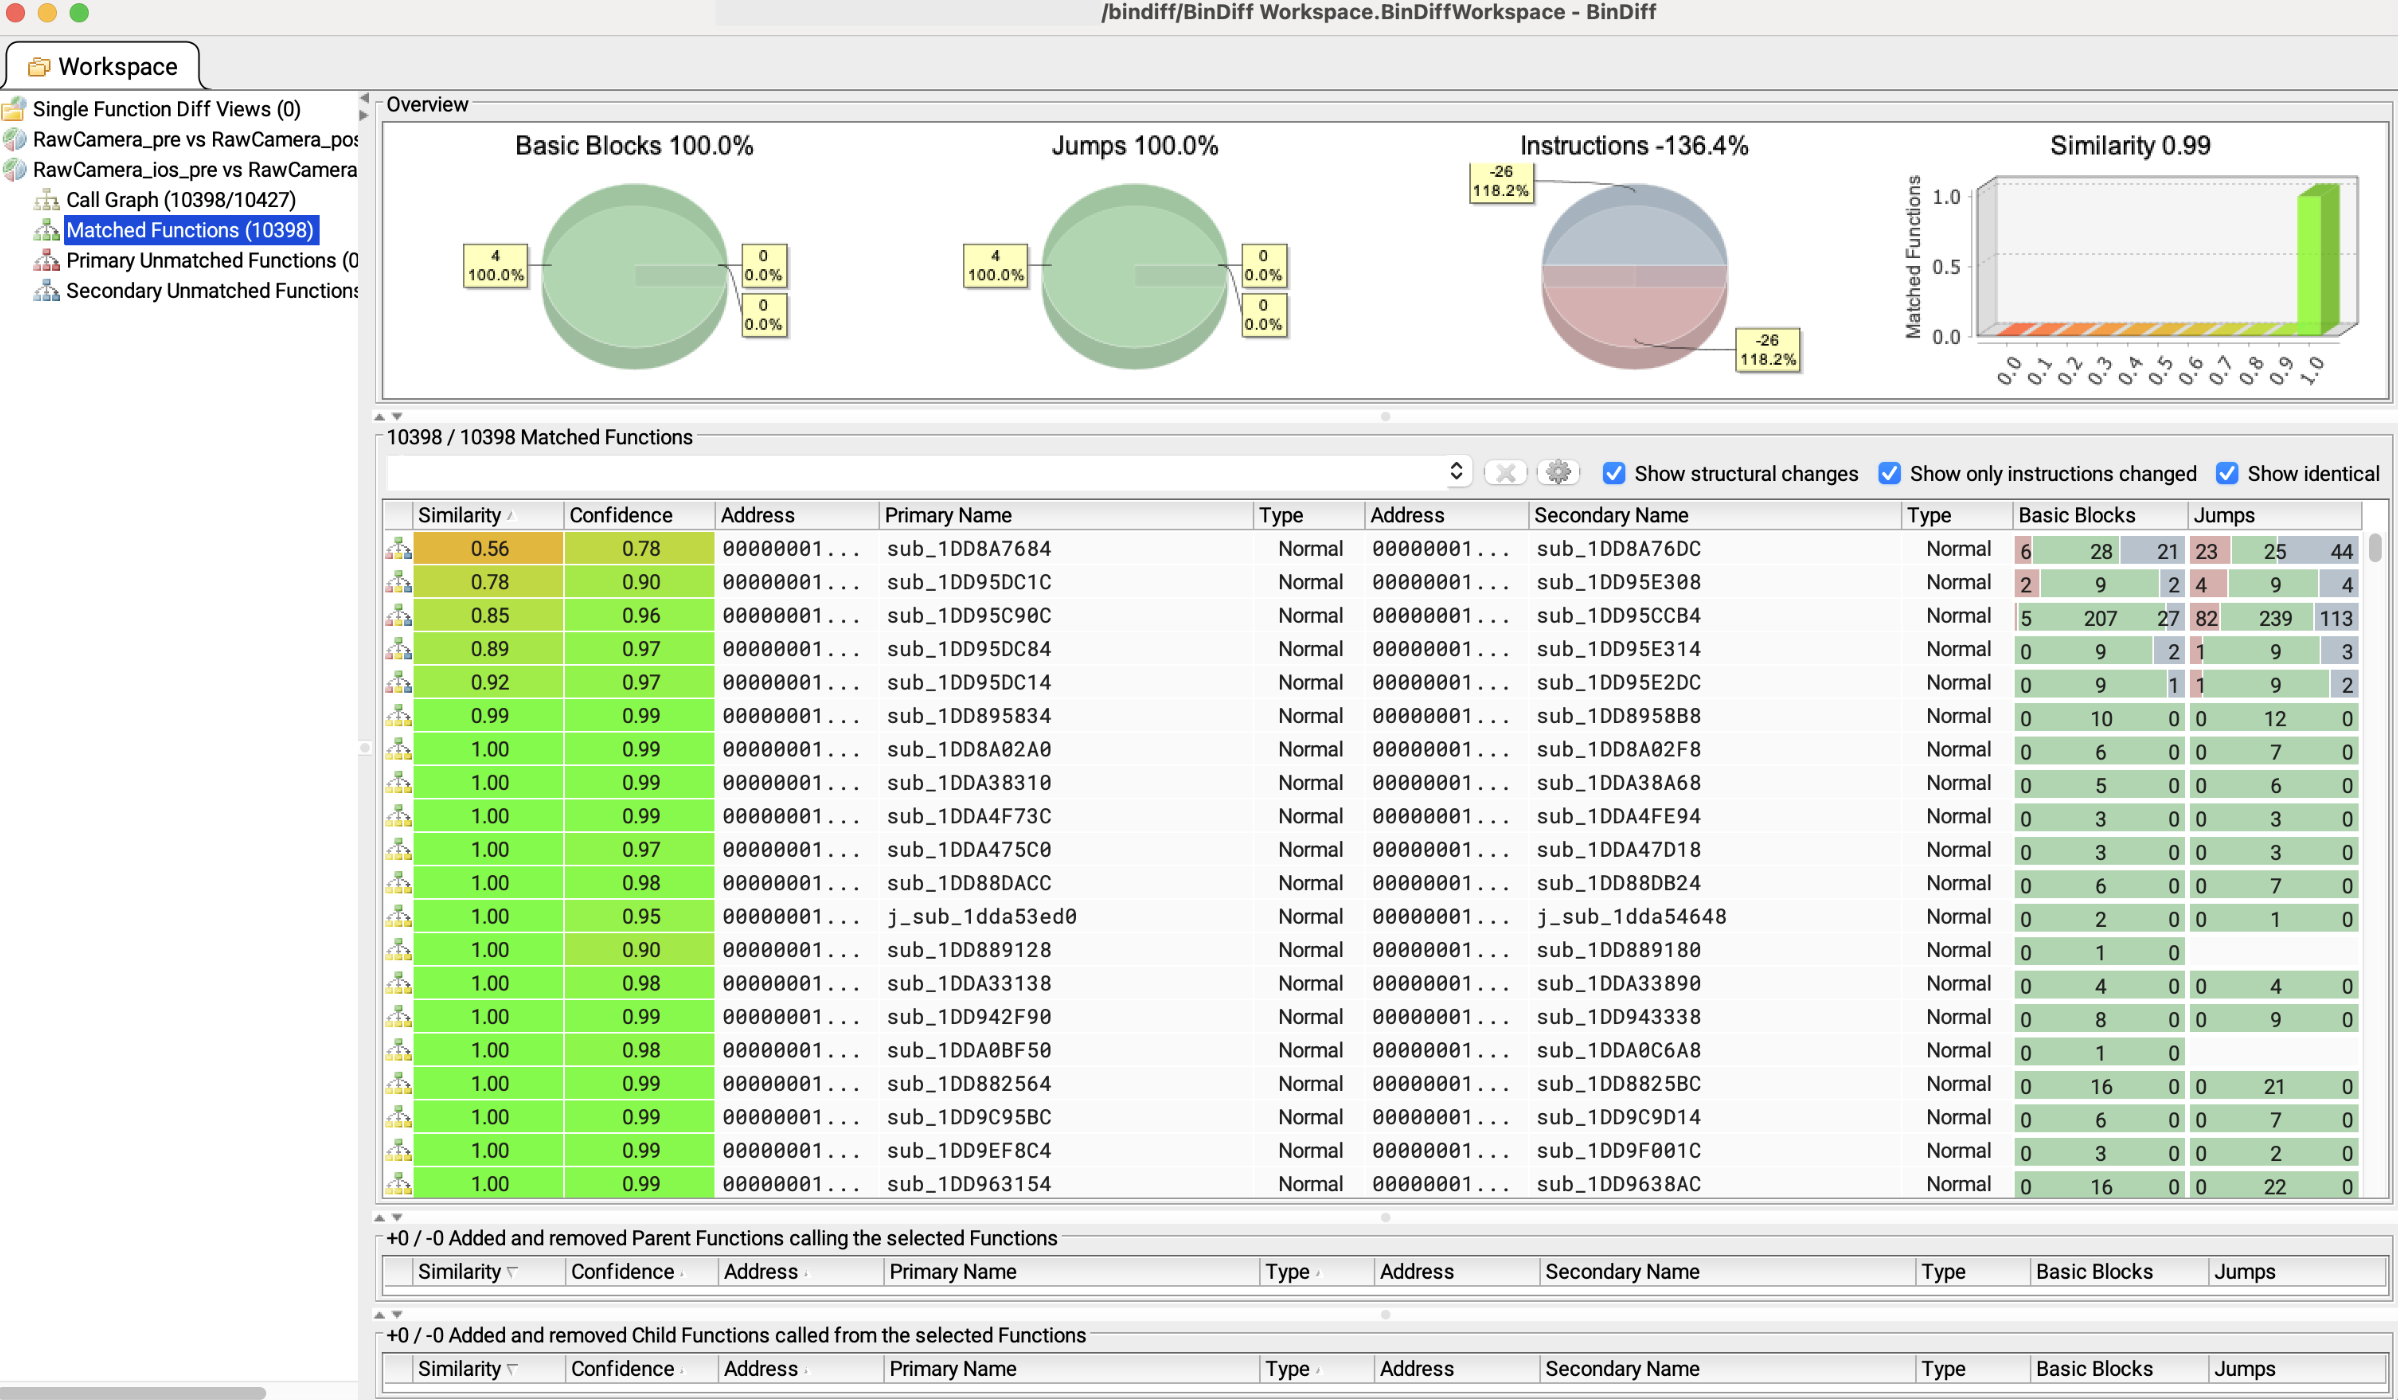 /bindiff/BinDiff Workspace.BinDiffWorkspace - BinDiff
Workspace
Single Function Diff Views (0)
RawCamera_pre vs RawCamera_pos
RawCamera_ios_pre vs RawCamera
Call Graph (10398/10427)
Matched Functions (10398)
Primary Unmatched Functions (0
Secondary Unmatched Functions
Overview
Basic Blocks 100.0%
4
100.0%
0
0.0%
0
0.0%
Jumps 100.0%
4
100.0%
0
0.0%
0
0.0%
Instructions -136.4%
-26
118.2%
-26
118.2%
Similarity 0.99
Matched Functions
1.0
0.5
0.0
0.0 0.1 0.2 0.3 0.4 0.5 0.6 0.7 0.8 0.9 1.0
10398 / 10398 Matched Functions
Show structural changes Show only instructions changed Show identical
Similarity Confidence Address Primary Name Type Address Secondary Name Type Basic Blocks Jumps
0.56 0.78 00000001... sub_1DD8A7684 Normal 00000001... sub_1DD8A76DC Normal 6 28 21 23 25 44
0.78 0.90 00000001... sub_1DD95DC1C Normal 00000001... sub_1DD95E308 Normal 2 9 2 4 9 4
0.85 0.96 00000001... sub_1DD95C90C Normal 00000001... sub_1DD95CCB4 Normal 5 207 27 82 239 113
0.89 0.97 00000001... sub_1DD95DC84 Normal 00000001... sub_1DD95E314 Normal 0 9 2 1 9 3
0.92 0.97 00000001... sub_1DD95DC14 Normal 00000001... sub_1DD95E2DC Normal 0 9 1 1 9 2
0.99 0.99 00000001... sub_1DD895834 Normal 00000001... sub_1DD8958B8 Normal 0 10 0 0 12 0
1.00 0.99 00000001... sub_1DD8A02A0 Normal 00000001... sub_1DD8A02F8 Normal 0 6 0 0 7 0
1.00 0.99 00000001... sub_1DDA38310 Normal 00000001... sub_1DDA38A68 Normal 0 5 0 0 6 0
1.00 0.99 00000001... sub_1DDA4F73C Normal 00000001... sub_1DDA4FE94 Normal 0 3 0 0 3 0
1.00 0.97 00000001... sub_1DDA475C0 Normal 00000001... sub_1DDA47D18 Normal 0 3 0 0 3 0
1.00 0.98 00000001... sub_1DD88DACC Normal 00000001... sub_1DD88DB24 Normal 0 6 0 0 7 0
1.00 0.95 00000001... j_sub_1dda53ed0 Normal 00000001... j_sub_1dda54648 Normal 0 2 0 0 1 0
1.00 0.90 00000001... sub_1DD889128 Normal 00000001... sub_1DD889180 Normal 0 1 0
1.00 0.98 00000001... sub_1DDA33138 Normal 00000001... sub_1DDA33890 Normal 0 4 0 0 4 0
1.00 0.99 00000001... sub_1DD942F90 Normal 00000001... sub_1DD943338 Normal 0 8 0 0 9 0
1.00 0.98 00000001... sub_1DDA0BF50 Normal 00000001... sub_1DDA0C6A8 Normal 0 1 0
1.00 0.99 00000001... sub_1DD882564 Normal 00000001... sub_1DD8825BC Normal 0 16 0 0 21 0
1.00 0.99 00000001... sub_1DD9C95BC Normal 00000001... sub_1DD9C9D14 Normal 0 6 0 0 7 0
1.00 0.99 00000001... sub_1DD9EF8C4 Normal 00000001... sub_1DD9F001C Normal 0 3 0 0 2 0
1.00 0.99 00000001... sub_1DD963154 Normal 00000001... sub_1DD9638AC Normal 0 16 0 0 22 0
+0 / -0 Added and removed Parent Functions calling the selected Functions
Similarity Confidence Address Primary Name Type Address Secondary Name Type Basic Blocks Jumps
+0 / -0 Added and removed Child Functions called from the selected Functions
Similarity Confidence Address Primary Name Type Address Secondary Name Type Basic Blocks Jumps